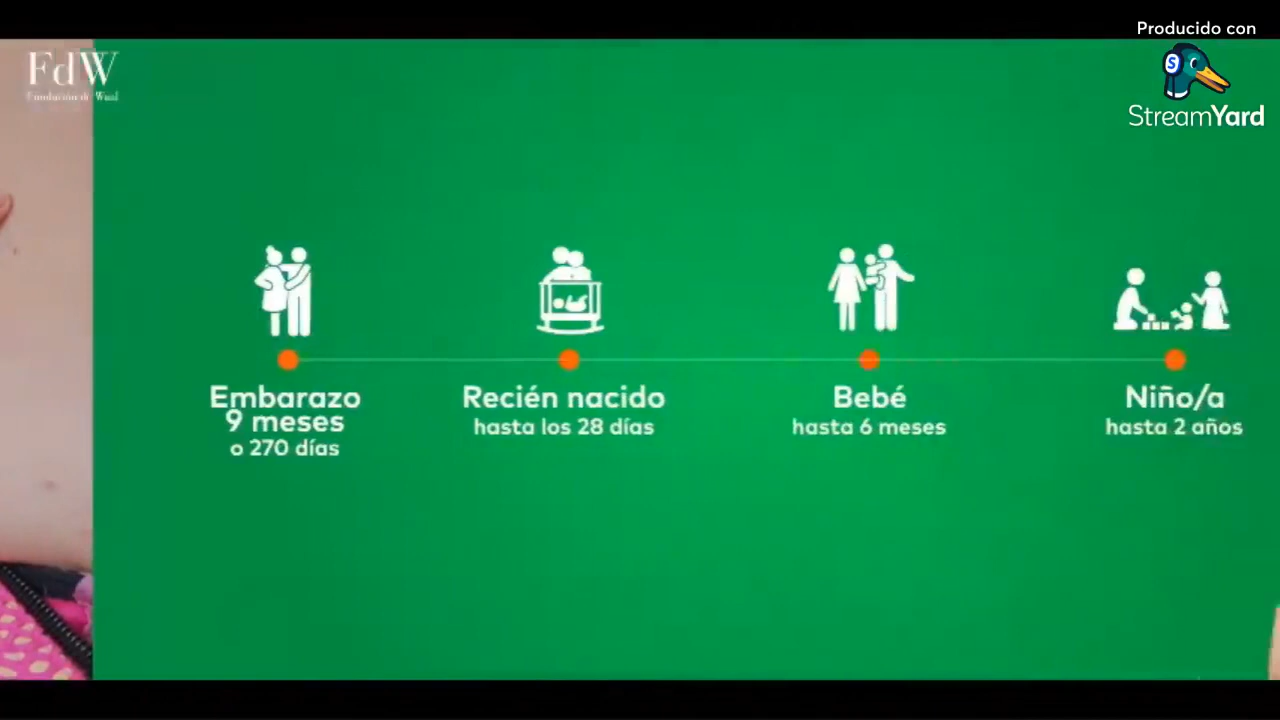 Producido con
StreamYard
FdW
Embarazo
9 meses
o 270 días
Recién nacido
hasta los 28 días
Bebé
hasta 6 meses
Niño/a
hasta 2 años